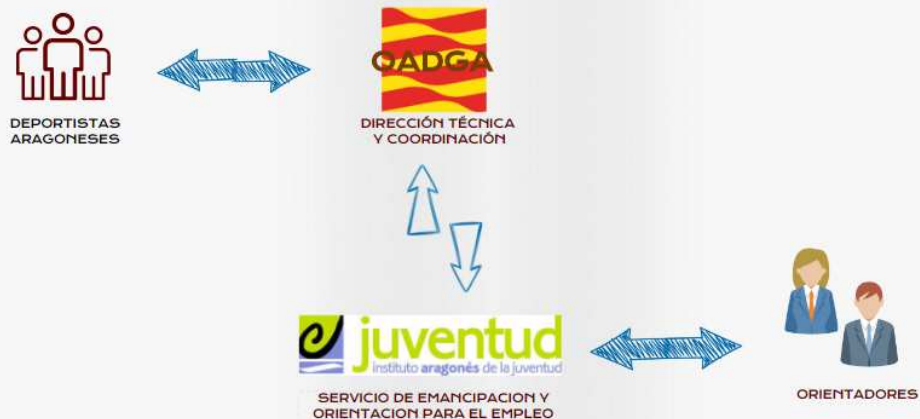 OADGA
DEPORTISTAS
ARAGONESES
DIRECCIÓN TÉCNICA
Y COORDINACIÓN
juventud
instituto aragonés de la juventud
SERVICIO DE EMANCIPACION Y
ORIENTACION PARA EL EMPLEO
ORIENTADORES